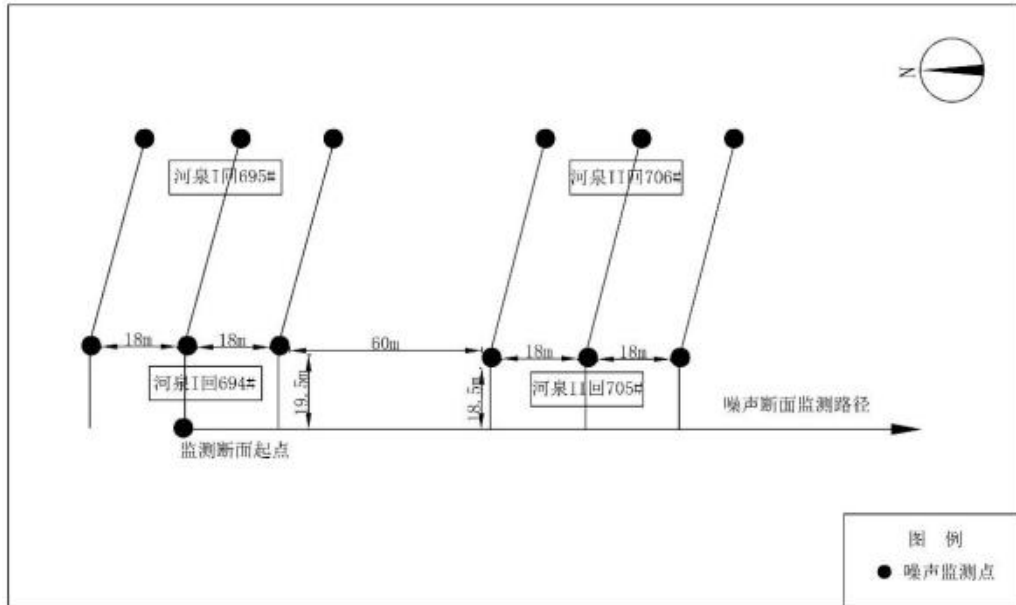 N
河泉I回695#
河泉II回706#
18m
18m
60m
18m
18m
河泉I回694#
19.5m
18.5m
河泉II回705#
噪声断面监测路径
监测断面起点
图 例
噪声监测点